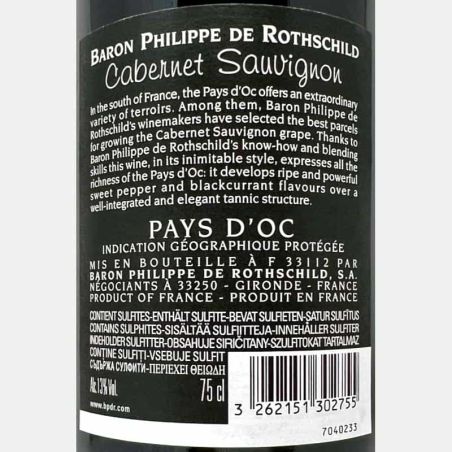 BARON PHILIPPE DE ROTHSCHILD
Cabernet Sauvignon
In the south of France, the Pays d'Oc offers an extraordinary
variety of terroirs. Among them, Baron Philippe de
Rothschild's winemakers have selected the best parcels
for growing the Cabernet Sauvignon grape. Thanks to
Baron Philippe de Rothschild's know-how and blending
skills this wine, in its inimitable style, expresses all the
richness of the Pays d'Oc: it develops ripe and powerful
sweet pepper and blackcurrant flavours over a
well-integrated and elegant tannic structure.
PAYS D'OC
INDICATION GÉOGRAPHIQUE PROTÉGÉE
MIS EN BOUTEILLE À F 33112 PAR
BARON PHILIPPE DE ROTHSCHILD, S.A.
NÉGOCIANTS À 33250 - GIRONDE - FRANCE
PRODUCT OF FRANCE - PRODUIT EN FRANCE
CONTIENT SULFITES-ENTHÄLT SULFITE-BEVAT SULFIETEN-SATUR SULFĪTUS
CONTAINS SULPHITES-SISÄLTÄÄ SULFIITTEJA-INNEHÅLLER SULFITER
INDEHOLDER SULFITTER-OBSAHUJE SIRIČITANY-SZULFITOKAT TARTALMAZ
CONTINE SULFIȚI-VSEBUJE SULFIT
СЪДЪРЖА СУЛФИТИ-ΠΕΡΙΕΧΕΙ ΘΕΙΩΔΗ
Alc.13% Vol.
75 cl
www.bpdr.com
3 262151 302755
7040233